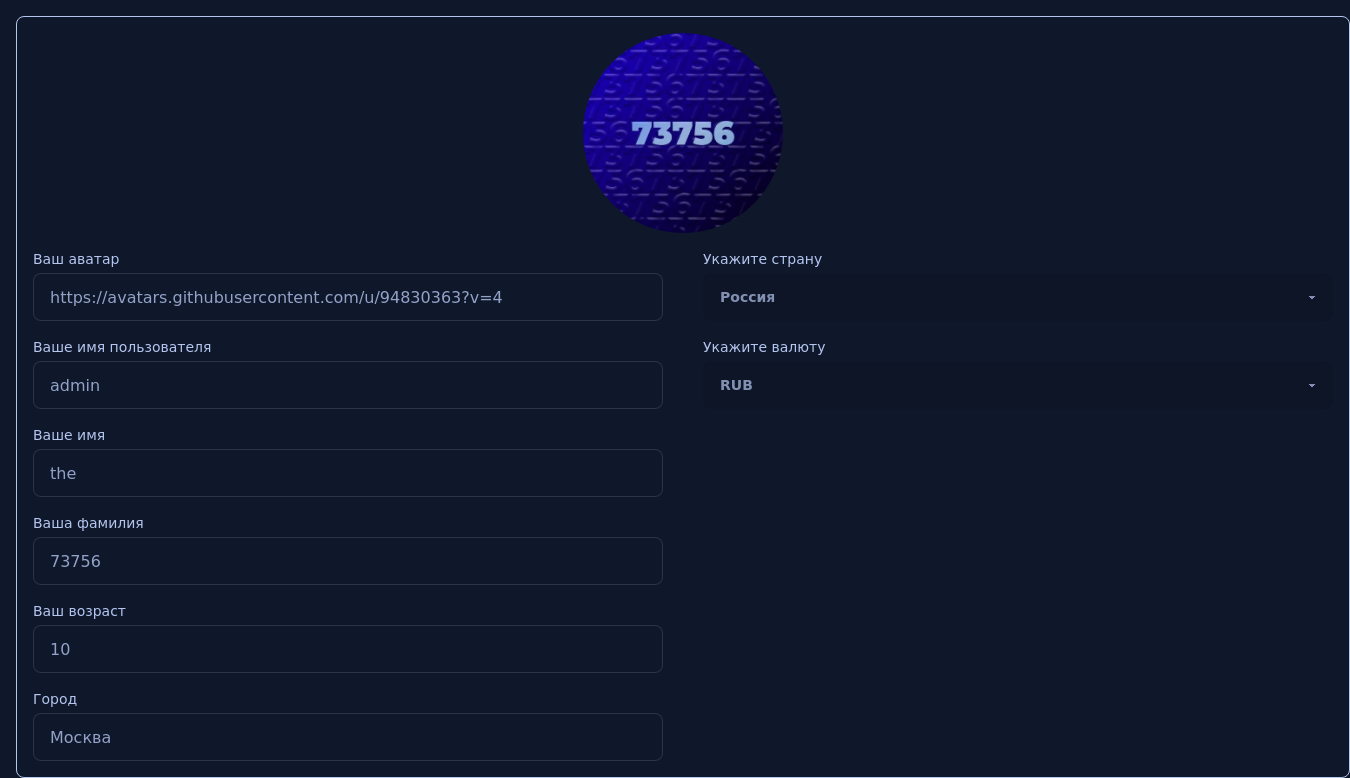 73756
Ваш аватар
https://avatars.githubusercontent.com/u/94830363?v=4
Ваше имя пользователя
admin
Ваше имя
the
Ваша фамилия
73756
Ваш возраст
10
Город
Москва
Укажите страну
Россия
Укажите валюту
RUB